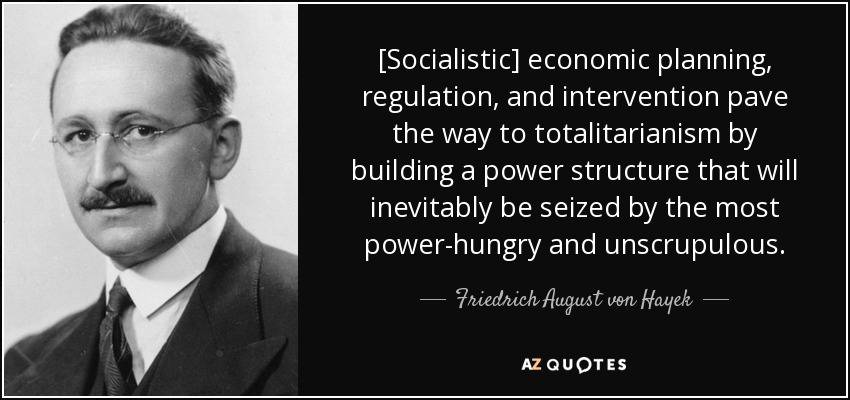 [Socialistic] economic planning,
regulation, and intervention pave
the way to totalitarianism by
building a power structure that will
inevitably be seized by the most
power-hungry and unscrupulous.
Friedrich August von Hayek
AZ QUOTES